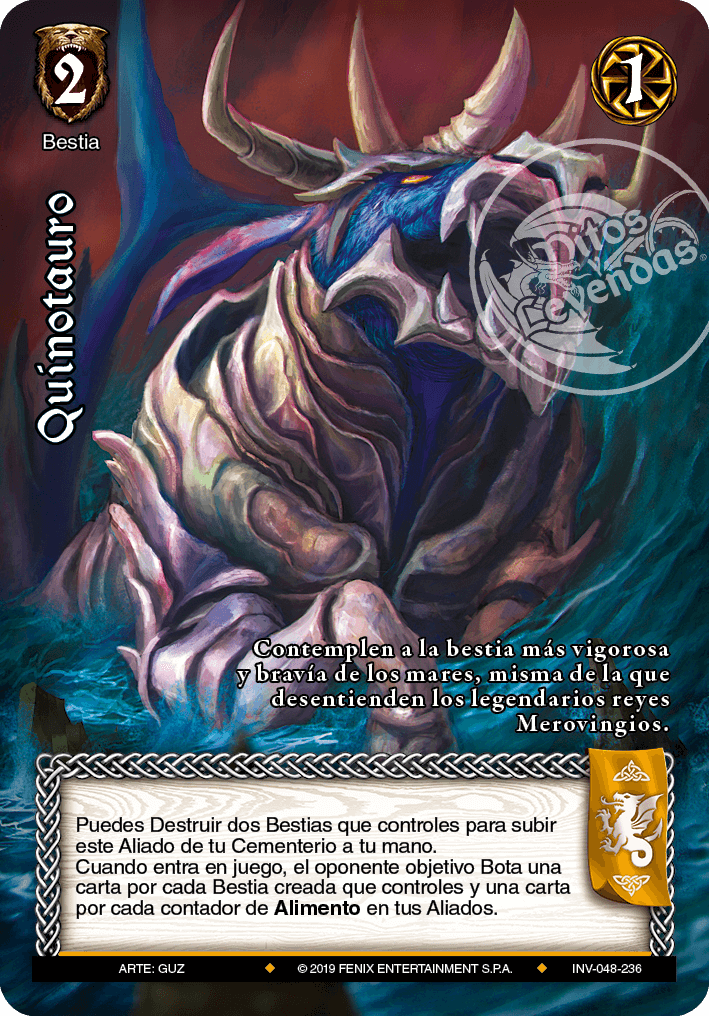 2
1
Bestia
Quinotauro
Mitos
y
Leyendas®
Contemplen a la bestia más vigorosa
y bravía de los mares, misma de la que
desentienden los legendarios reyes
Merovingios.
Puedes Destruir dos Bestias que controles para subir
este Aliado de tu Cementerio a tu mano.
Cuando entra en juego, el oponente objetivo Bota una
carta por cada Bestia creada que controles y una carta
por cada contador de Alimento en tus Aliados.
ARTE: GUZ ◆ © 2019 FENIX ENTERTAINMENT S.P.A. ◆ INV-048-236